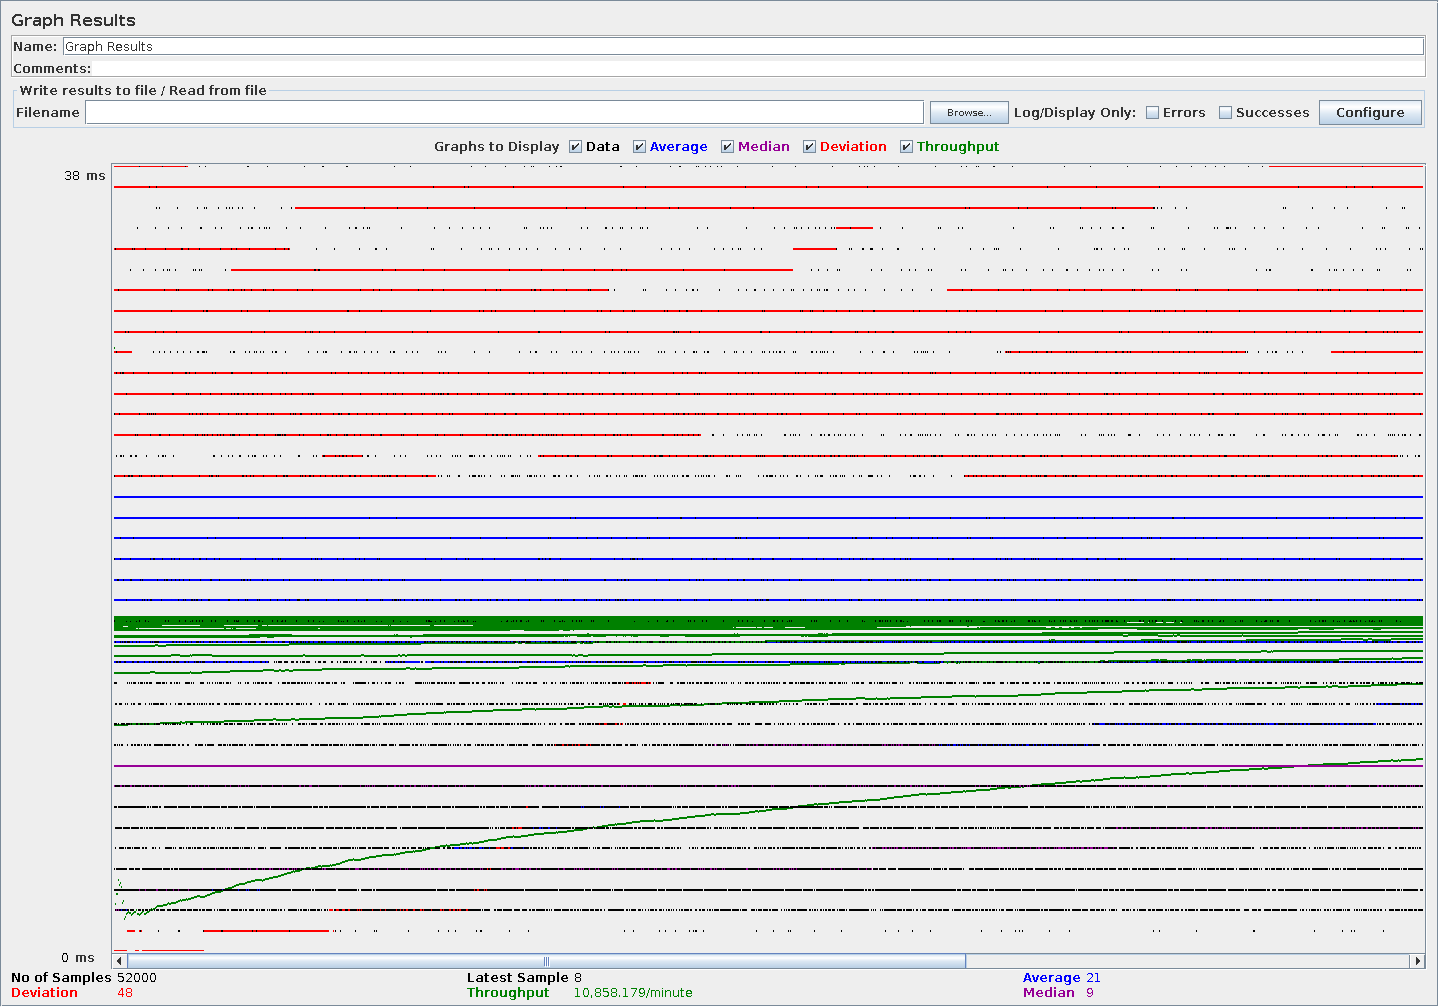 Graph Results
Name: Graph Results
Comments:
Write results to file / Read from file
Filename Browse... Log/Display Only: Errors Successes Configure
Graphs to Display Data Average Median Deviation Throughput
38 ms
0 ms
No of Samples 52000 Latest Sample 8 Average 21
Deviation 48 Throughput 10,858.179/minute Median 9